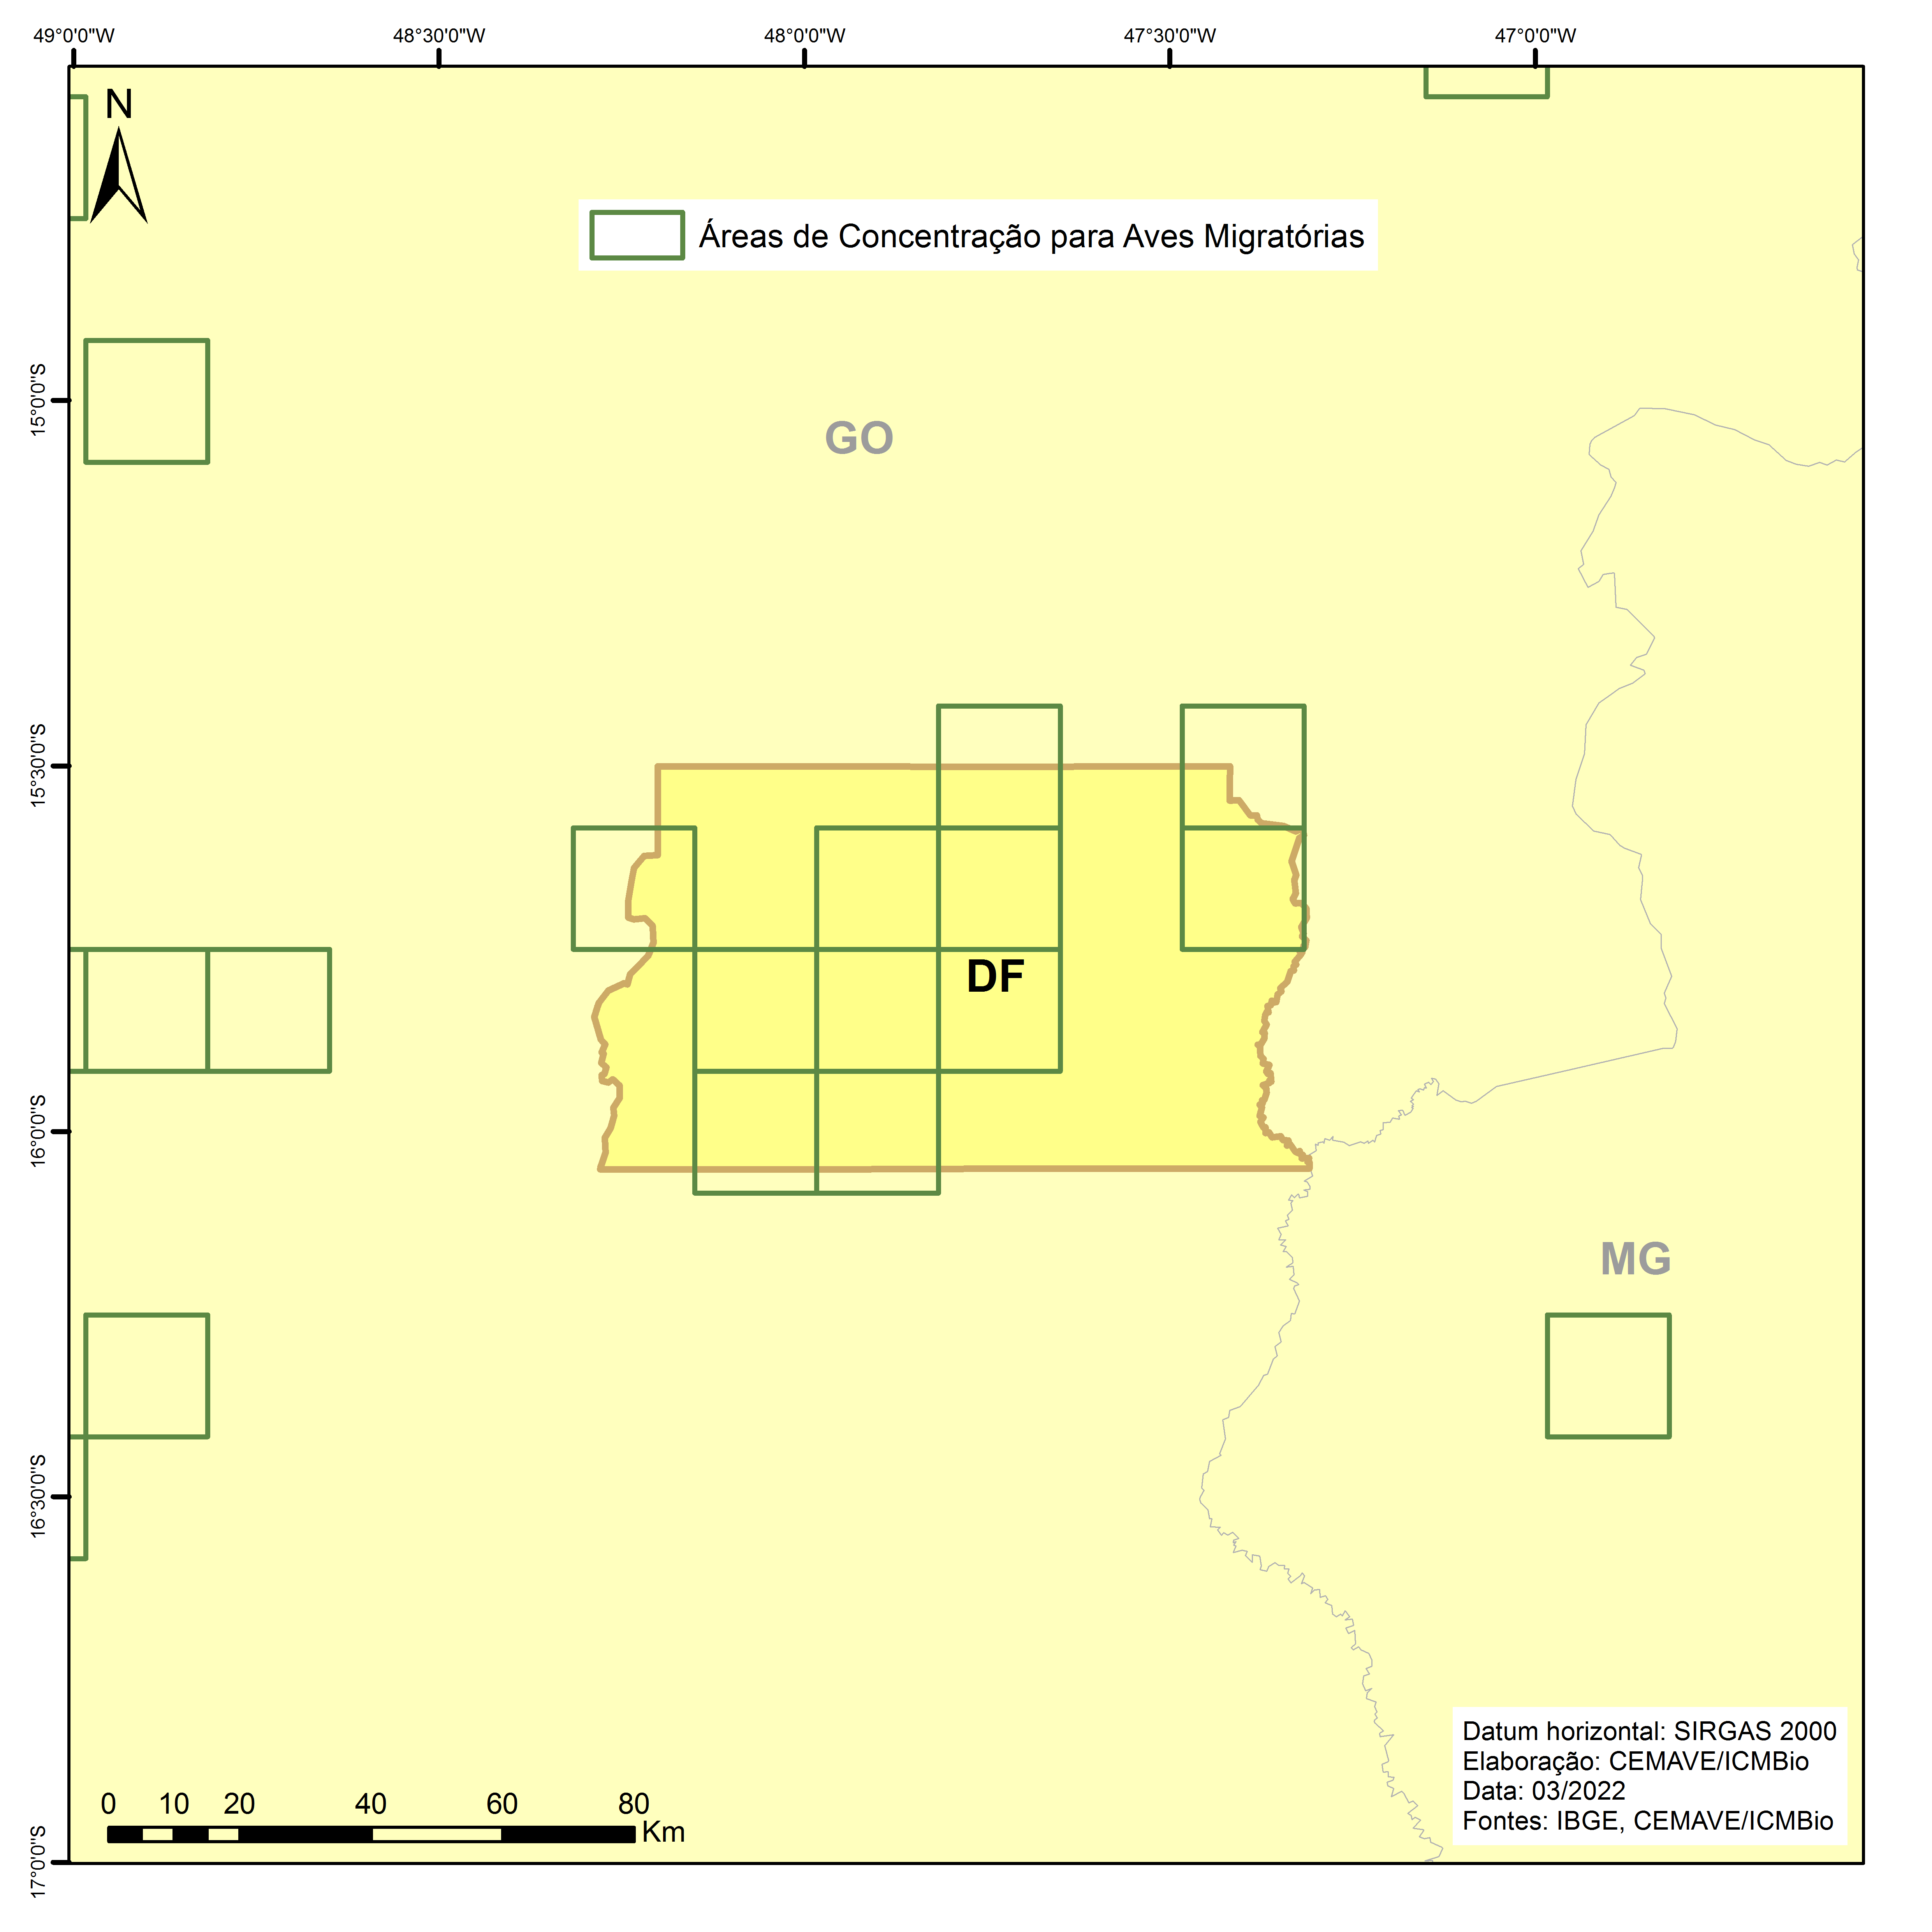 49°0'0"W
48°30'0"W
48°0'0"W
47°30'0"W
47°0'0"W
N
Áreas de Concentração para Aves Migratórias
15°0'0"S
GO
15°30'0"S
DF
16°0'0"S
MG
16°30'0"S
Datum horizontal: SIRGAS 2000
Elaboração: CEMAVE/ICMBio
Data: 03/2022
Fontes: IBGE, CEMAVE/ICMBio
0 10 20 40 60 80
Km
17°0'0"S